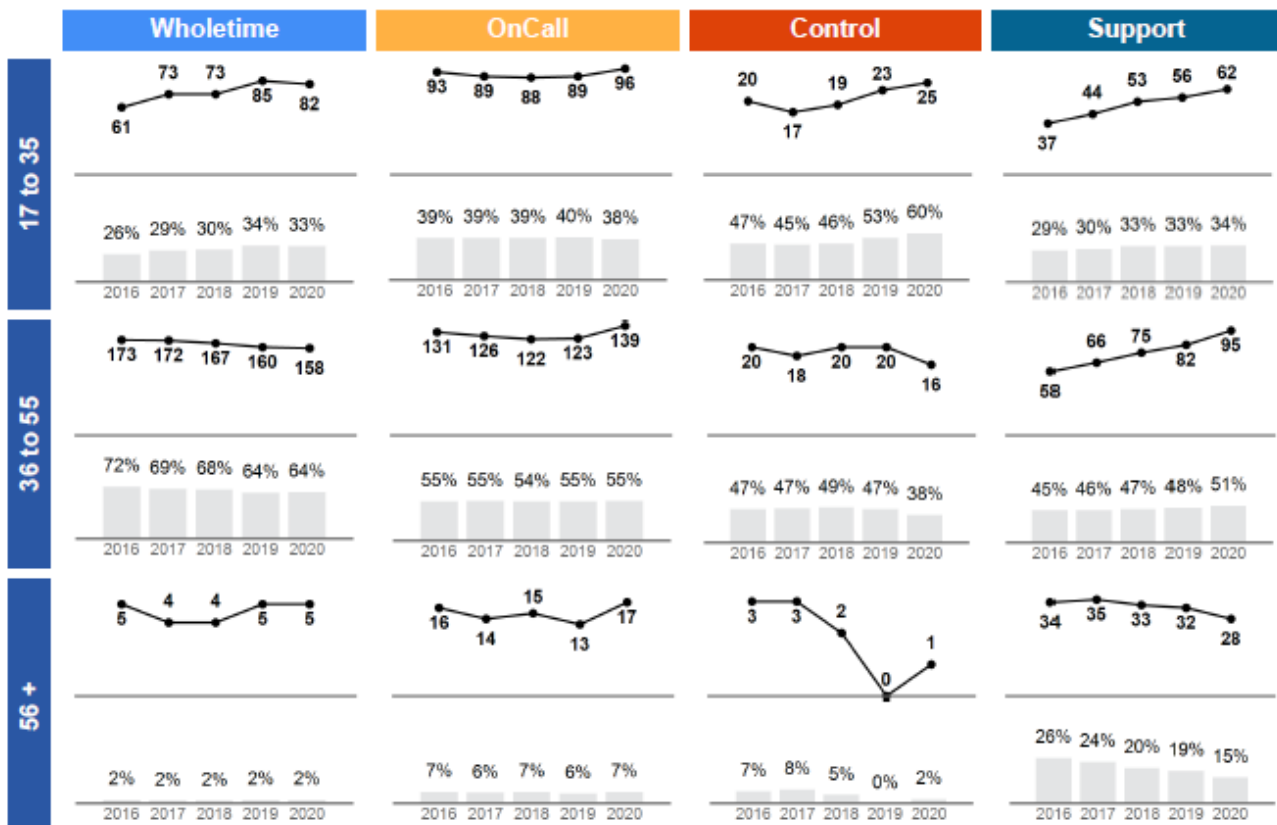 Wholetime OnCall Control Support
17 to 35
61 73 73 85 82
93 89 88 89 96
20 17 19 23 25
37 44 53 56 62
26% 29% 30% 34% 33%
39% 39% 39% 40% 38%
47% 45% 46% 53% 60%
29% 30% 33% 33% 34%
2016 2017 2018 2019 2020
2016 2017 2018 2019 2020
2016 2017 2018 2019 2020
2016 2017 2018 2019 2020
36 to 55
173 172 167 160 158
131 126 122 123 139
20 18 20 20 16
58 66 75 82 95
72% 69% 68% 64% 64%
55% 55% 54% 55% 55%
47% 47% 49% 47% 38%
45% 46% 47% 48% 51%
2016 2017 2018 2019 2020
2016 2017 2018 2019 2020
2016 2017 2018 2019 2020
2016 2017 2018 2019 2020
56 +
5 4 4 5 5
16 14 15 13 17
3 3 2 0 1
34 35 33 32 28
2% 2% 2% 2% 2%
7% 6% 7% 6% 7%
7% 8% 5% 0% 2%
26% 24% 20% 19% 15%
2016 2017 2018 2019 2020
2016 2017 2018 2019 2020
2016 2017 2018 2019 2020
2016 2017 2018 2019 2020